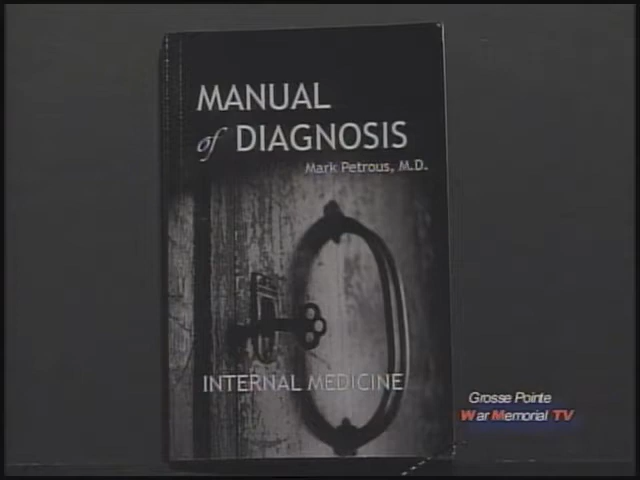 MANUAL
of DIAGNOSIS
Mark Petrous, M.D.
INTERNAL MEDICINE
Grosse Pointe
War Memorial TV